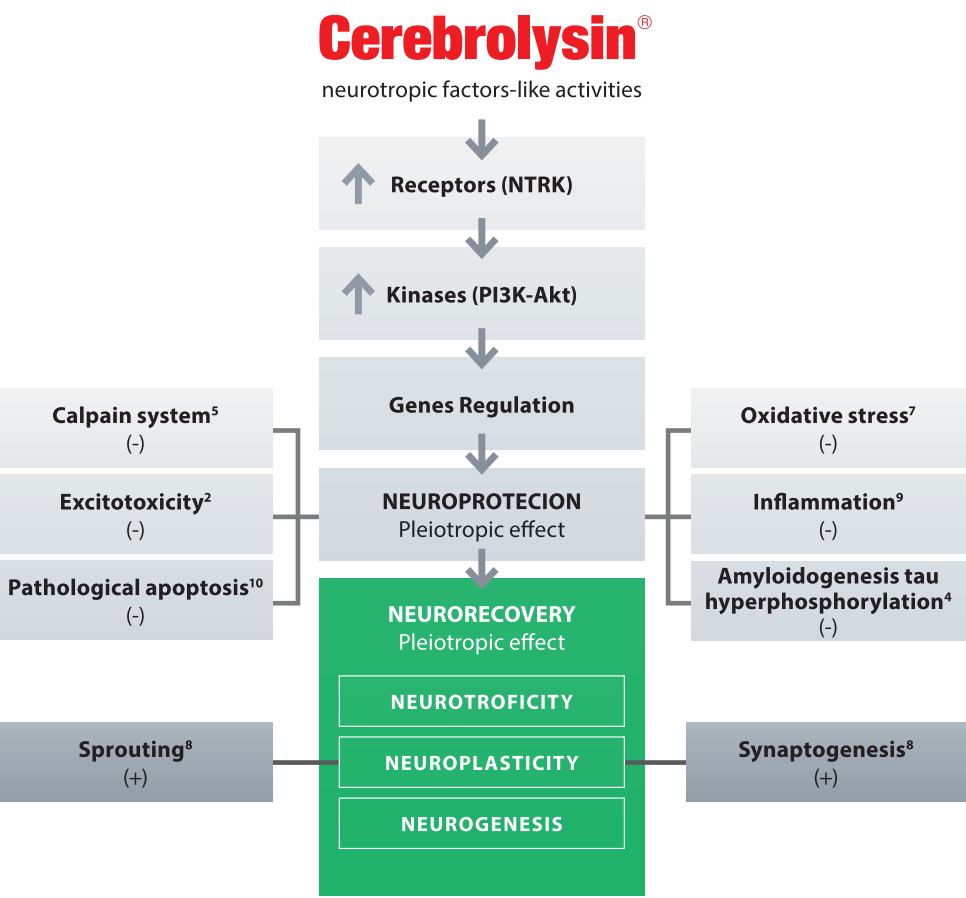 Cerebrolysin®
neurotropic factors-like activities
Receptors (NTRK)
Kinases (PI3K-Akt)
Genes Regulation
Calpain system⁵
(-)
Excitotoxicity²
(-)
Pathological apoptosis¹⁰
(-)
NEUROPROTECION
Pleiotropic effect
Oxidative stress⁷
(-)
Inflammation⁹
(-)
Amyloidogenesis tau
hyperphosphorylation⁴
(-)
NEURORECOVERY
Pleiotropic effect
NEUROTROFICITY
NEUROPLASTICITY
NEUROGENESIS
Sprouting⁸
(+)
Synaptogenesis⁸
(+)